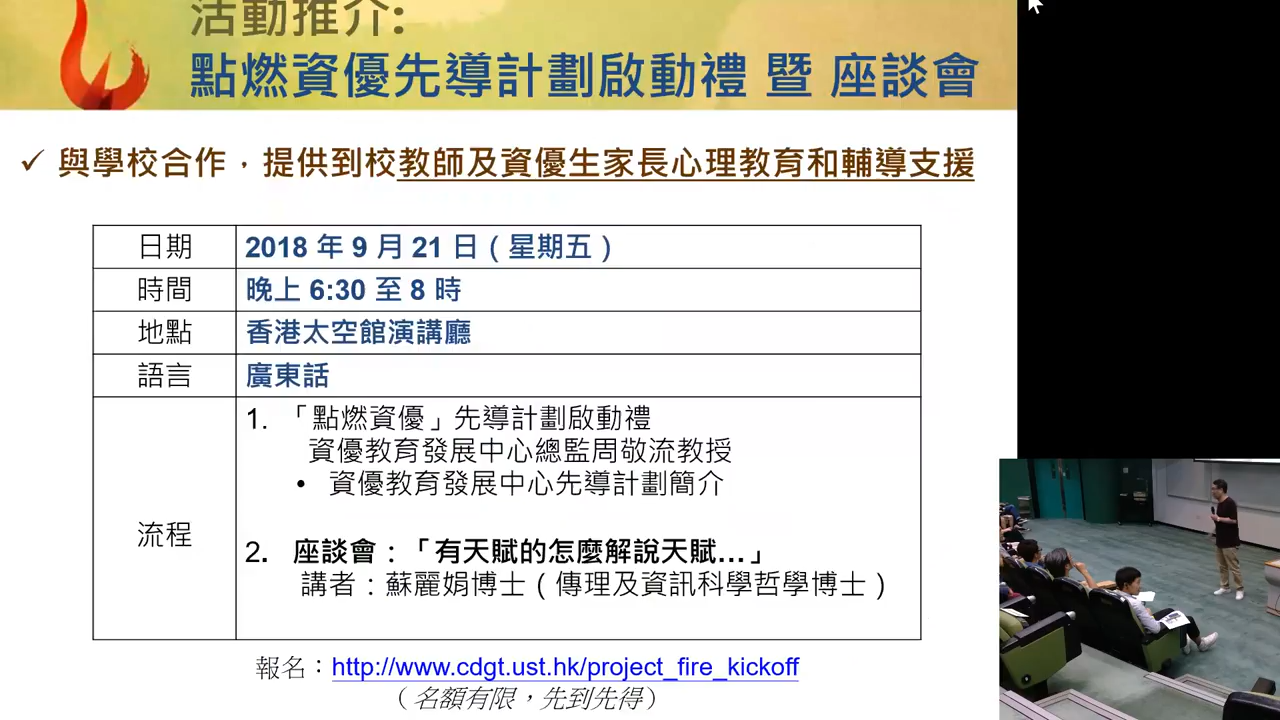 活動推介:
點燃資優先導計劃啟動禮 暨 座談會
✓ 與學校合作，提供到校教師及資優生家長心理教育和輔導支援
日期 2018 年 9 月 21 日（星期五）
時間 晚上 6:30 至 8 時
地點 香港太空館演講廳
語言 廣東話
流程
1. 「點燃資優」先導計劃啟動禮
資優教育發展中心總監周敬流教授
• 資優教育發展中心先導計劃簡介
2. 座談會：「有天賦的怎麼解說天賦...」
講者：蘇麗娟博士（傳理及資訊科學哲學博士）
報名：http://www.cdgt.ust.hk/project_fire_kickoff
（名額有限，先到先得）